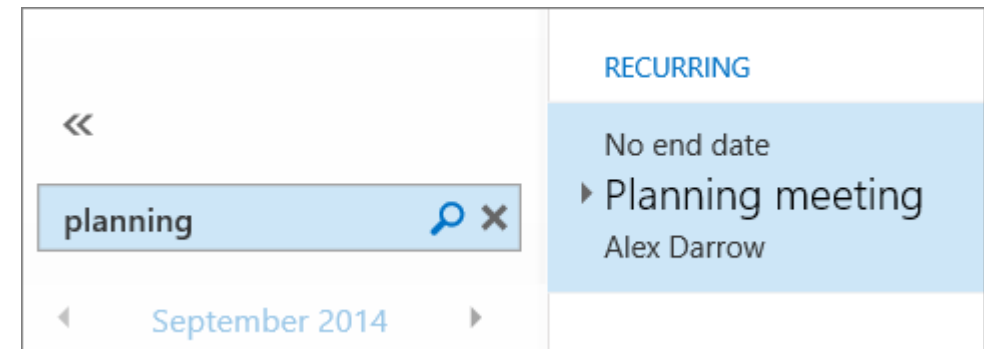 planning
September 2014
RECURRING
No end date
Planning meeting
Alex Darrow